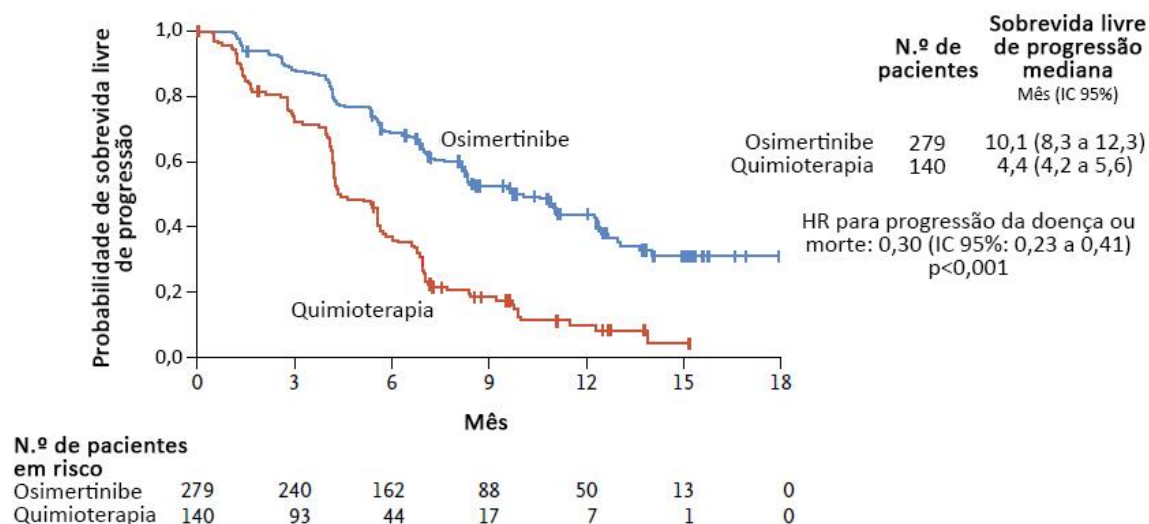 Probabilidade de sobrevida livre
de progressão
1,0
0,8
0,6
0,4
0,2
0,0
Osimertinibe
Quimioterapia
0 3 6 9 12 15 18
Mês
N.º de
pacientes
Sobrevida livre
de progressão
mediana
Mês (IC 95%)
Osimertinibe 279 10,1 (8,3 a 12,3)
Quimioterapia 140 4,4 (4,2 a 5,6)
HR para progressão da doença ou
morte: 0,30 (IC 95%: 0,23 a 0,41)
p<0,001
N.º de pacientes
em risco
Osimertinibe 279 240 162 88 50 13 0
Quimioterapia 140 93 44 17 7 1 0